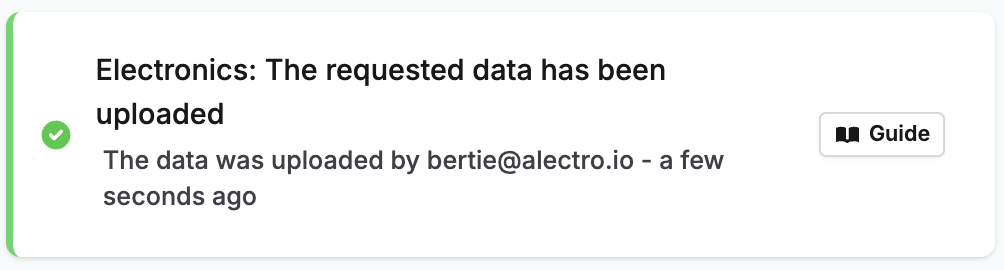 Electronics: The requested data has been
uploaded
The data was uploaded by bertie@alectro.io - a few
seconds ago
Guide